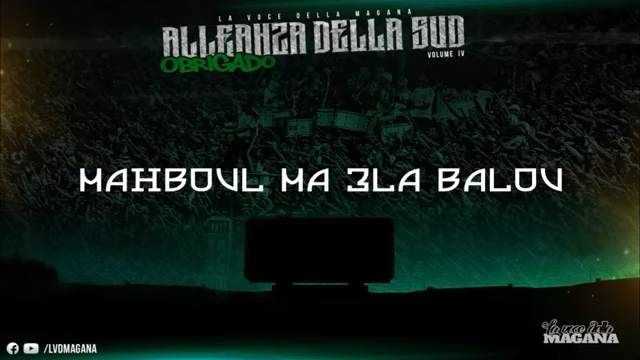 LA VOCE DELLA MAGANA
ALLEANZA DELLA SUD
OBRIGADO
VOLUME IV
MAHBOUL MA 3LA BALOU
/LVDMAGANA
La voce della
MAGANA